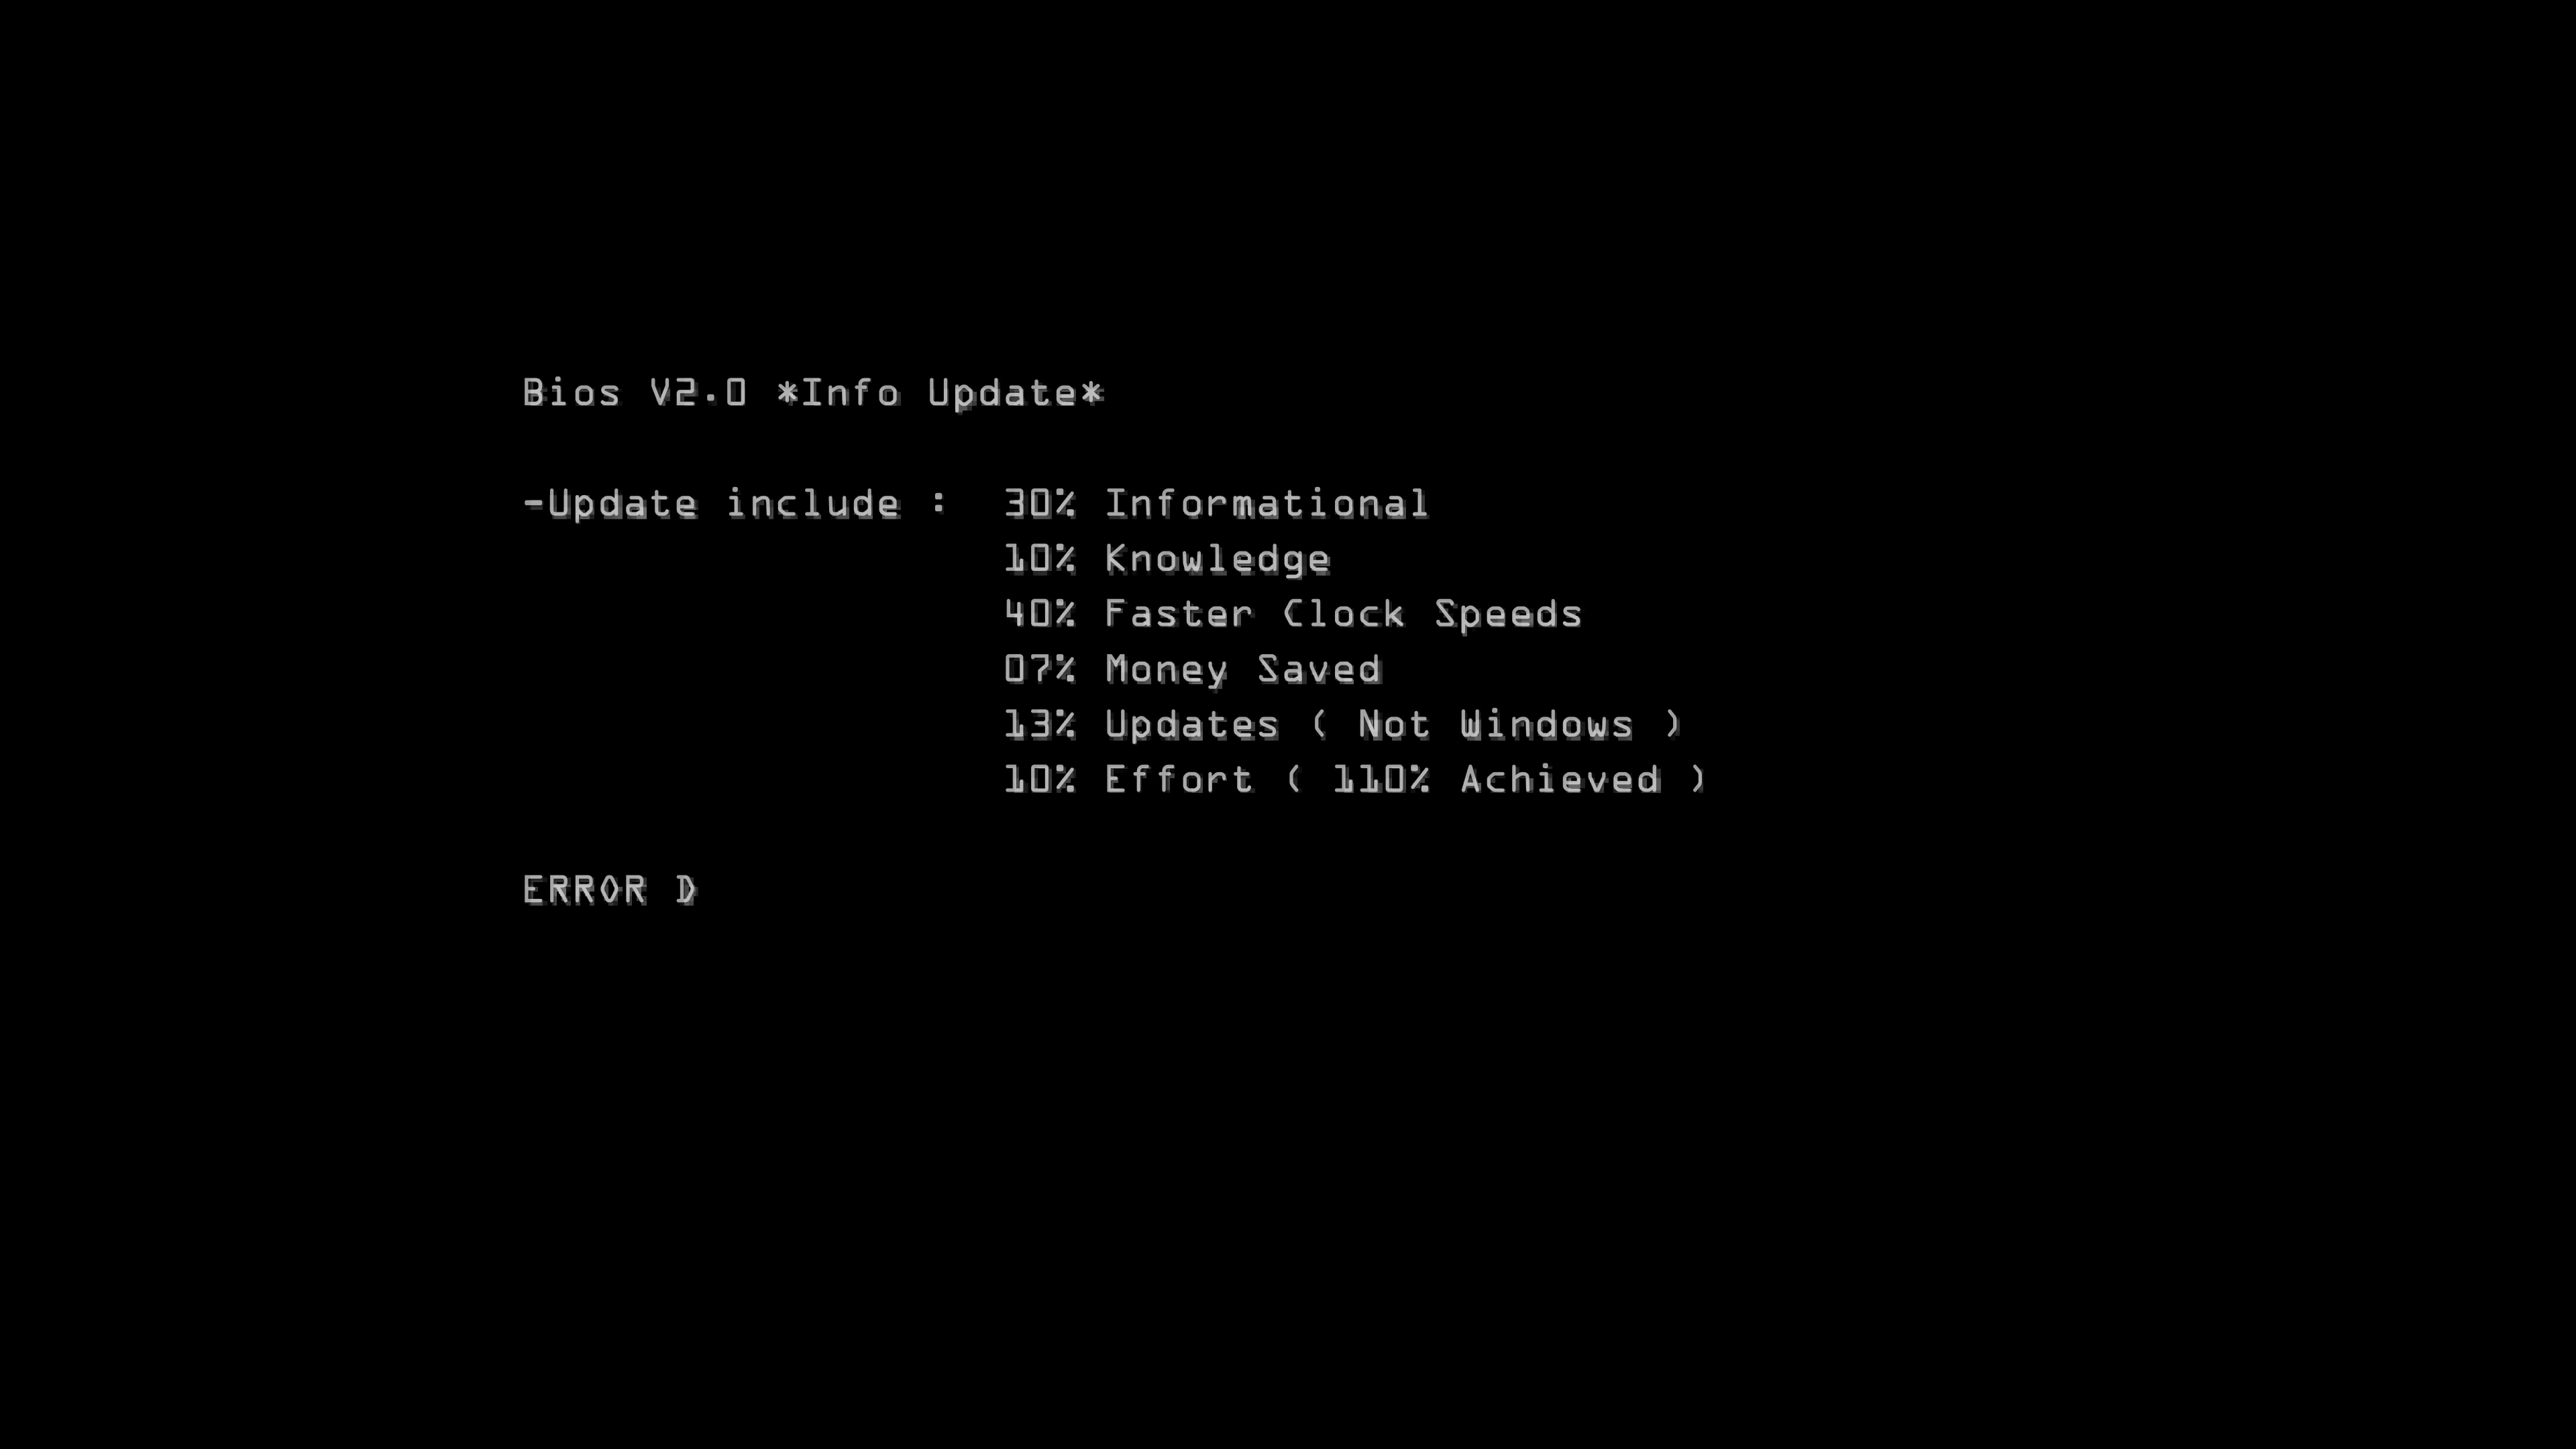 Bios V2.0 *Info Update*
-Update include : 30% Informational
10% Knowledge
40% Faster Clock Speeds
07% Money Saved
13% Updates ( Not Windows )
10% Effort ( 110% Achieved )
ERROR D